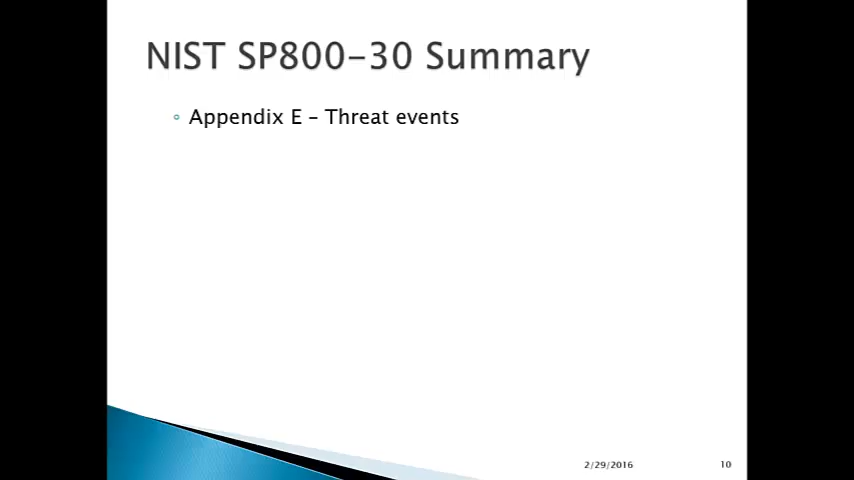 NIST SP800-30 Summary
◦ Appendix E – Threat events
2/29/2016
10